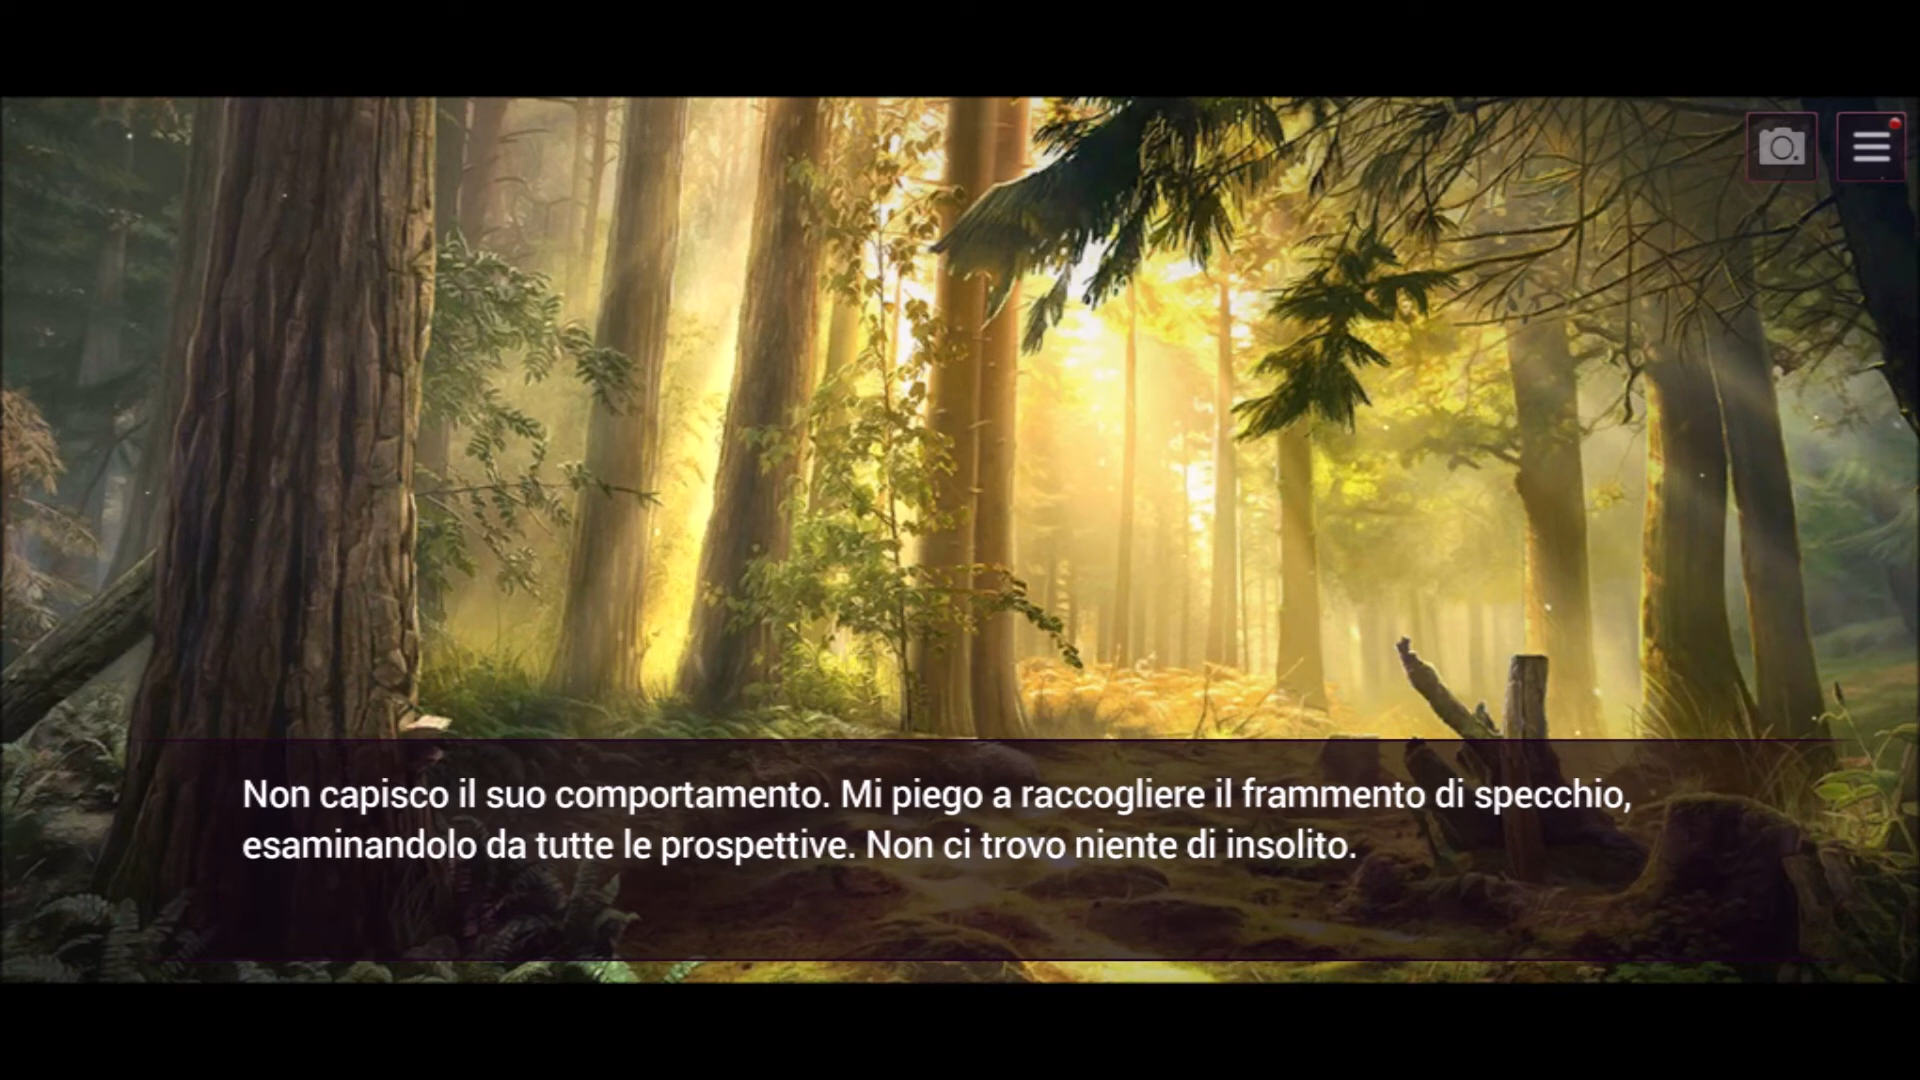 Non capisco il suo comportamento. Mi piego a raccogliere il frammento di specchio,
esaminandolo da tutte le prospettive. Non ci trovo niente di insolito.